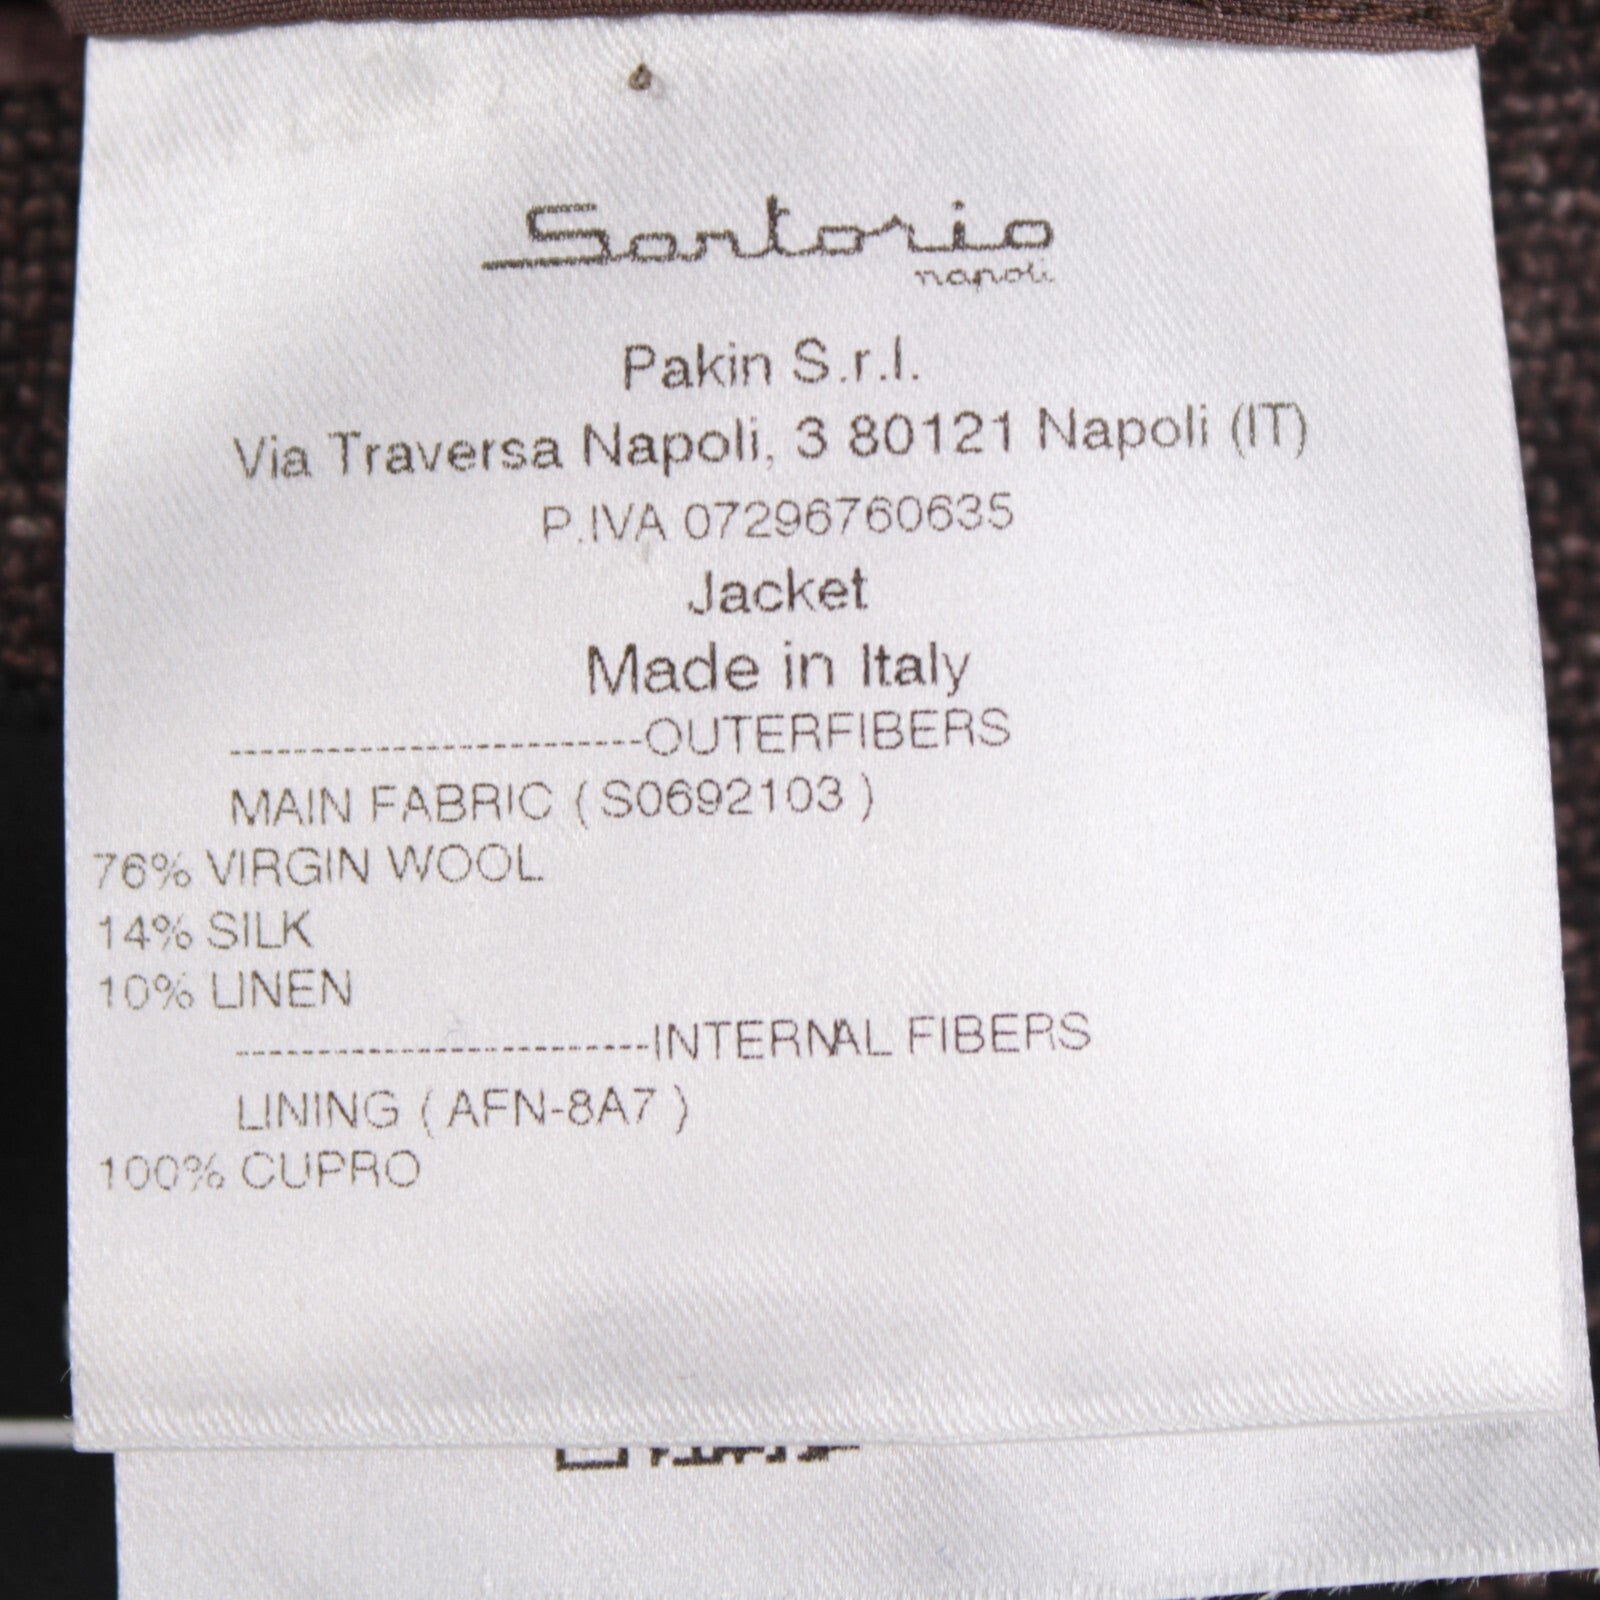 Sartorio
napoli
Pakin S.r.l.
Via Traversa Napoli, 3 80121 Napoli (IT)
P.IVA 07296760635
Jacket
Made in Italy
-------------------------OUTERFIBERS
MAIN FABRIC ( S0692103 )
76% VIRGIN WOOL
14% SILK
10% LINEN
-------------------------INTERNAL FIBERS
LINING ( AFN-8A7 )
100% CUPRO